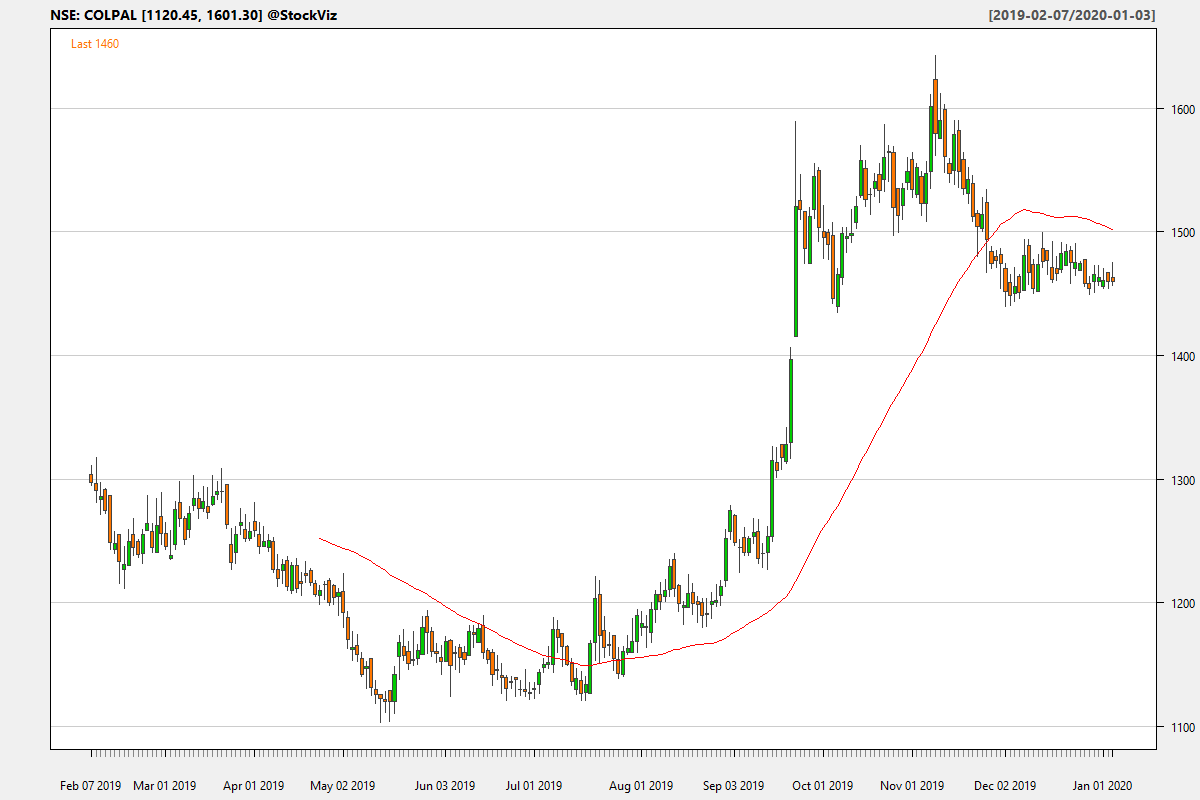 NSE: COLPAL [1120.45, 1601.30] @StockViz
[2019-02-07/2020-01-03]
Last 1460
1600
1500
1400
1300
1200
1100
Feb 07 2019 Mar 01 2019 Apr 01 2019 May 02 2019 Jun 03 2019 Jul 01 2019 Aug 01 2019 Sep 03 2019 Oct 01 2019 Nov 01 2019 Dec 02 2019 Jan 01 2020